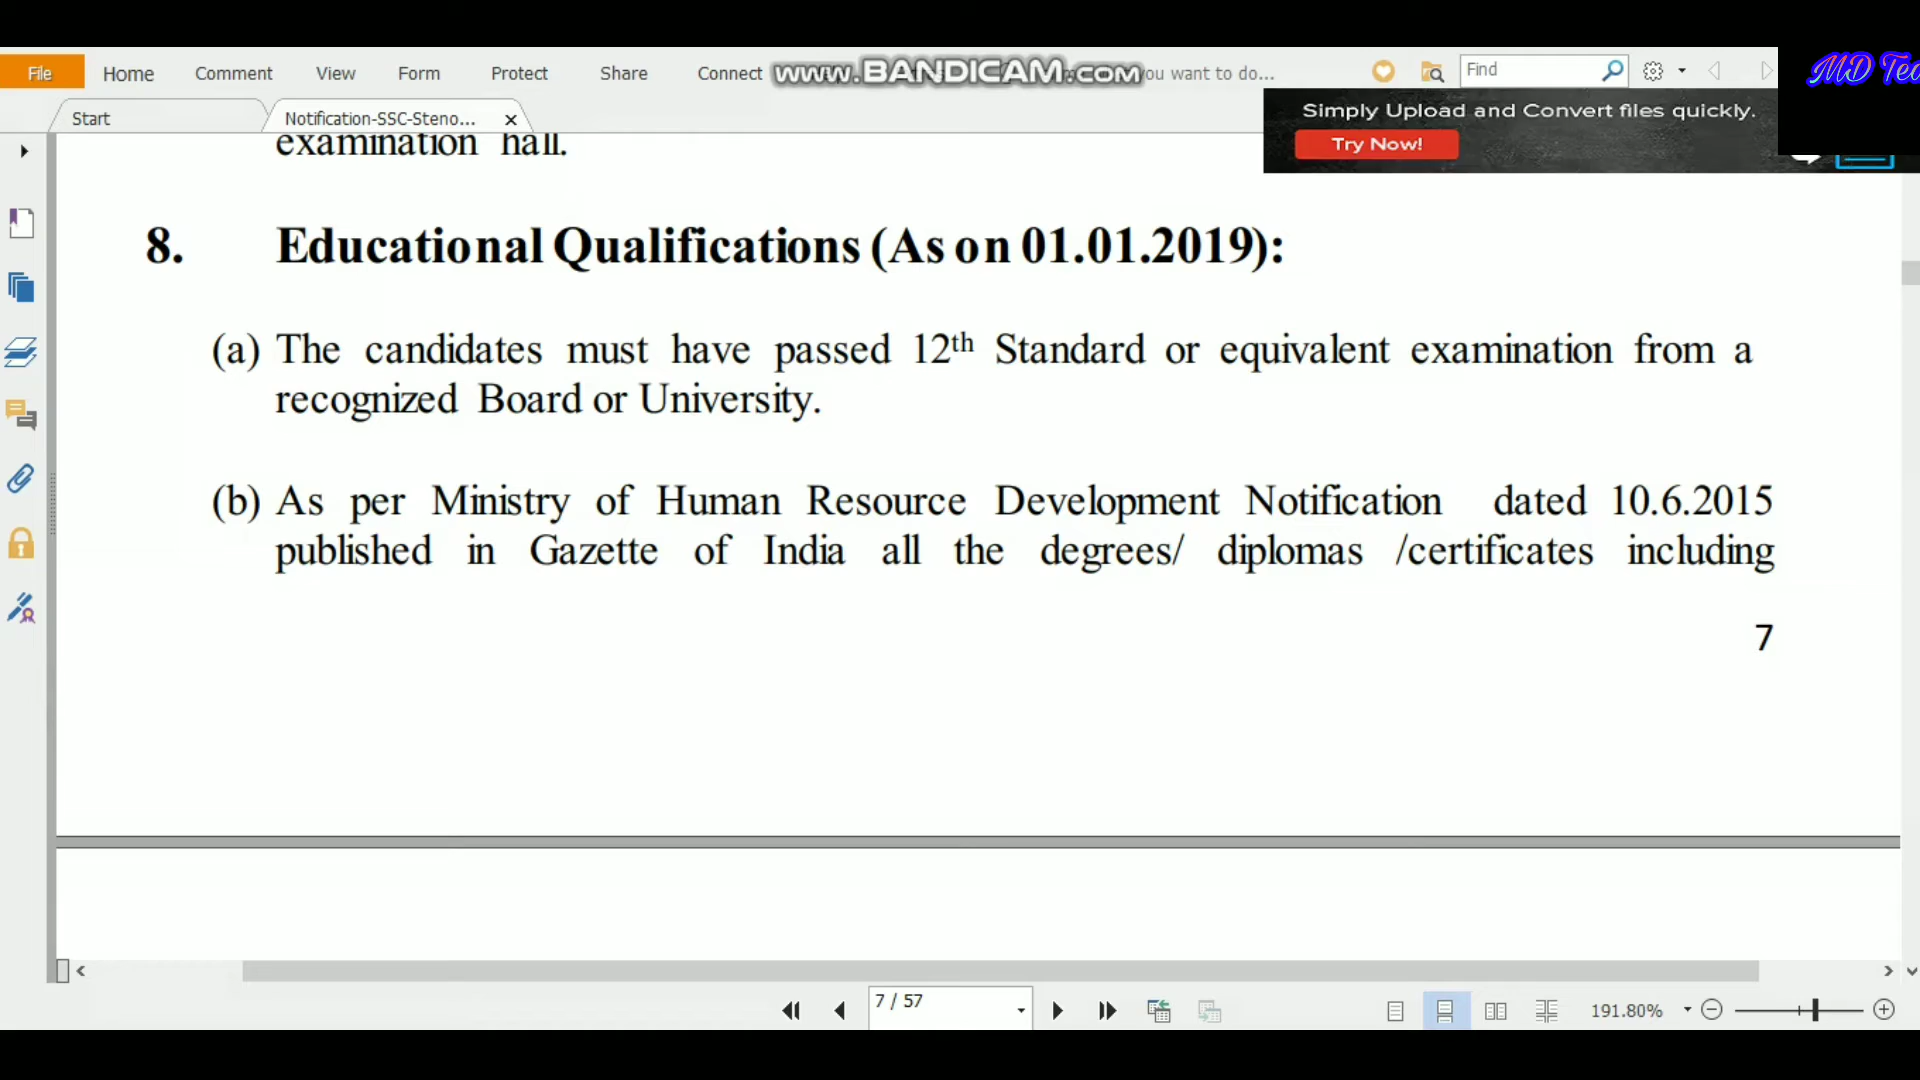 File Home Comment View Form Protect Share Connect www.BANDICAM.com you want to do... Find
MD Tec
Start Notification-SSC-Steno...
Simply Upload and Convert files quickly.
Try Now!
examination hall.
8. Educational Qualifications (As on 01.01.2019):
(a) The candidates must have passed 12th Standard or equivalent examination from a
recognized Board or University.
(b) As per Ministry of Human Resource Development Notification dated 10.6.2015
published in Gazette of India all the degrees/ diplomas /certificates including
7
7 / 57 191.80%